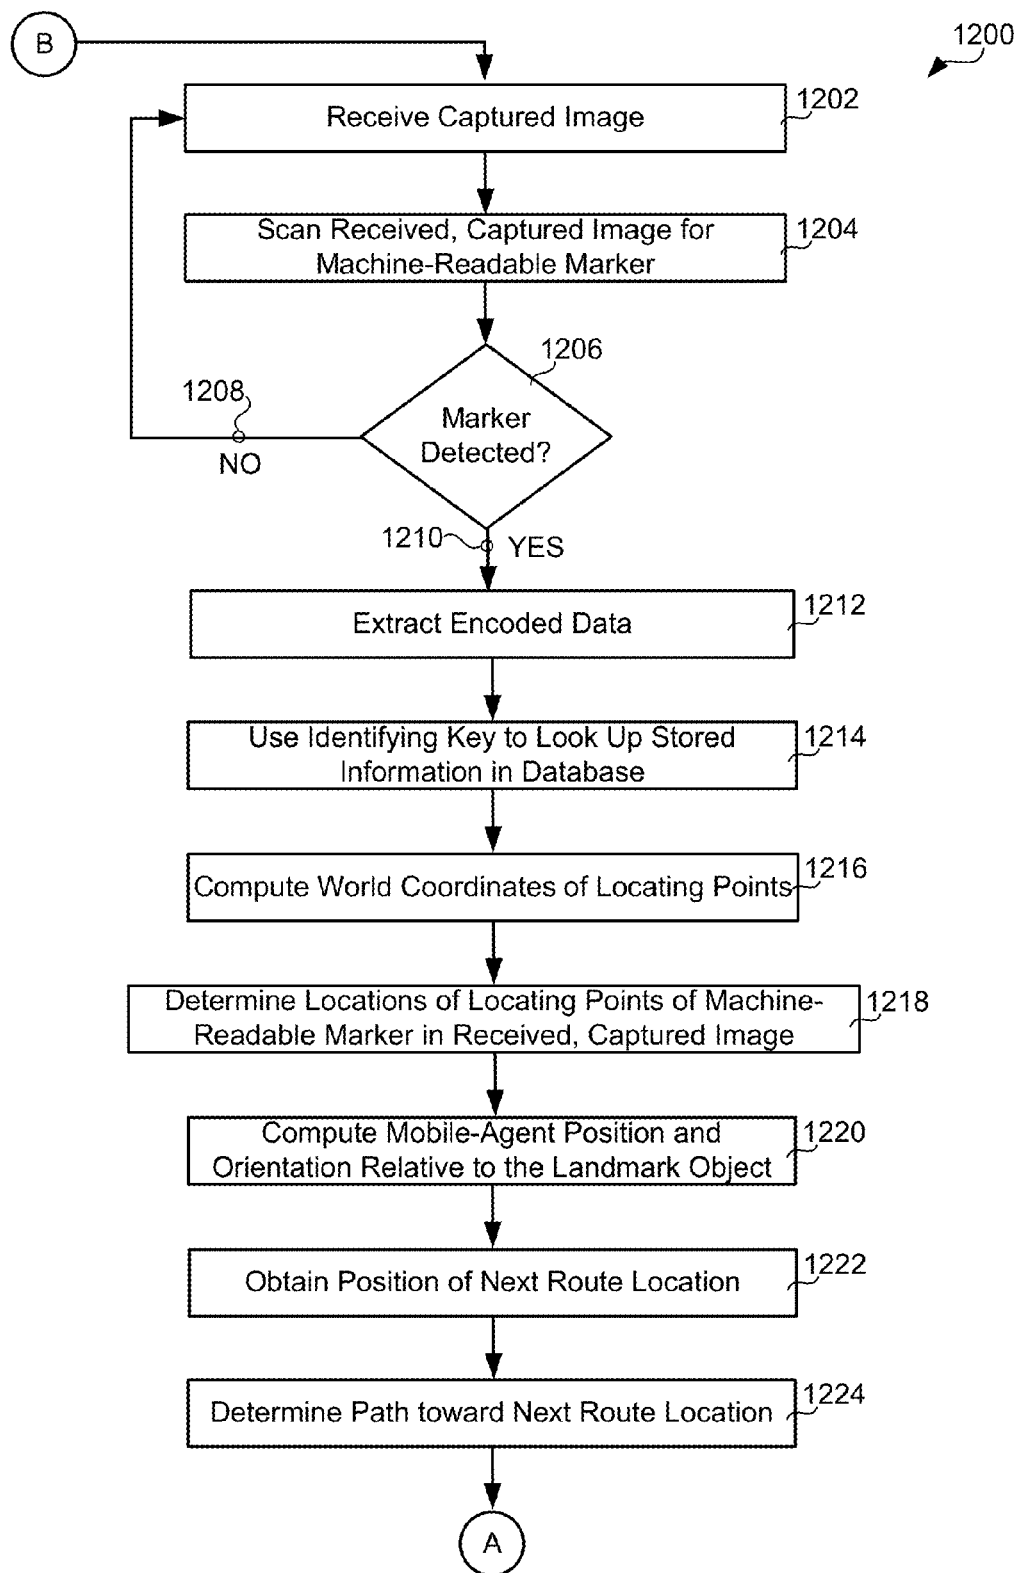 B
1200
Receive Captured Image
1202
Scan Received, Captured Image for
Machine-Readable Marker
1204
1206
Marker
Detected?
1208
NO
1210
YES
Extract Encoded Data
1212
Use Identifying Key to Look Up Stored
Information in Database
1214
Compute World Coordinates of Locating Points
1216
Determine Locations of Locating Points of Machine-
Readable Marker in Received, Captured Image
1218
Compute Mobile-Agent Position and
Orientation Relative to the Landmark Object
1220
Obtain Position of Next Route Location
1222
Determine Path toward Next Route Location
1224
A